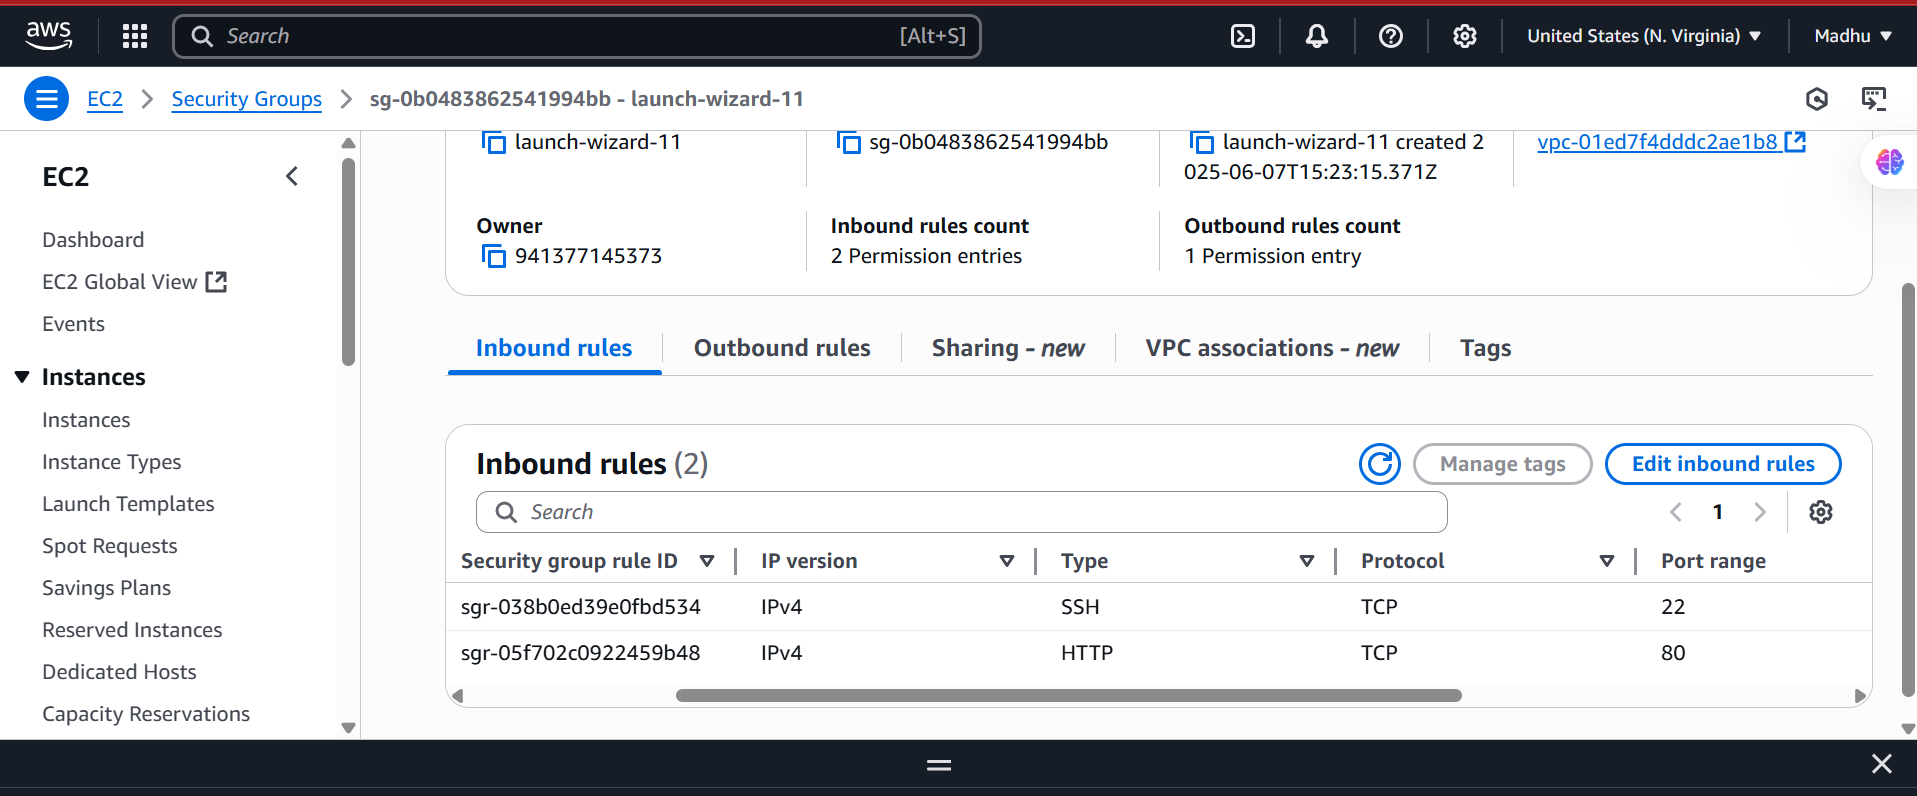 aws
Search [Alt+S]
United States (N. Virginia)
Madhu
EC2
Security Groups
sg-0b0483862541994bb - launch-wizard-11
EC2
Dashboard
EC2 Global View
Events
Instances
Instances
Instance Types
Launch Templates
Spot Requests
Savings Plans
Reserved Instances
Dedicated Hosts
Capacity Reservations
launch-wizard-11
sg-0b0483862541994bb
launch-wizard-11 created 2
025-06-07T15:23:15.371Z
vpc-01ed7f4dddc2ae1b8
Owner
941377145373
Inbound rules count
2 Permission entries
Outbound rules count
1 Permission entry
Inbound rules
Outbound rules
Sharing - new
VPC associations - new
Tags
Inbound rules (2)
Manage tags
Edit inbound rules
Search
1
Security group rule ID IP version Type Protocol Port range
sgr-038b0ed39e0fbd534 IPv4 SSH TCP 22
sgr-05f702c0922459b48 IPv4 HTTP TCP 80